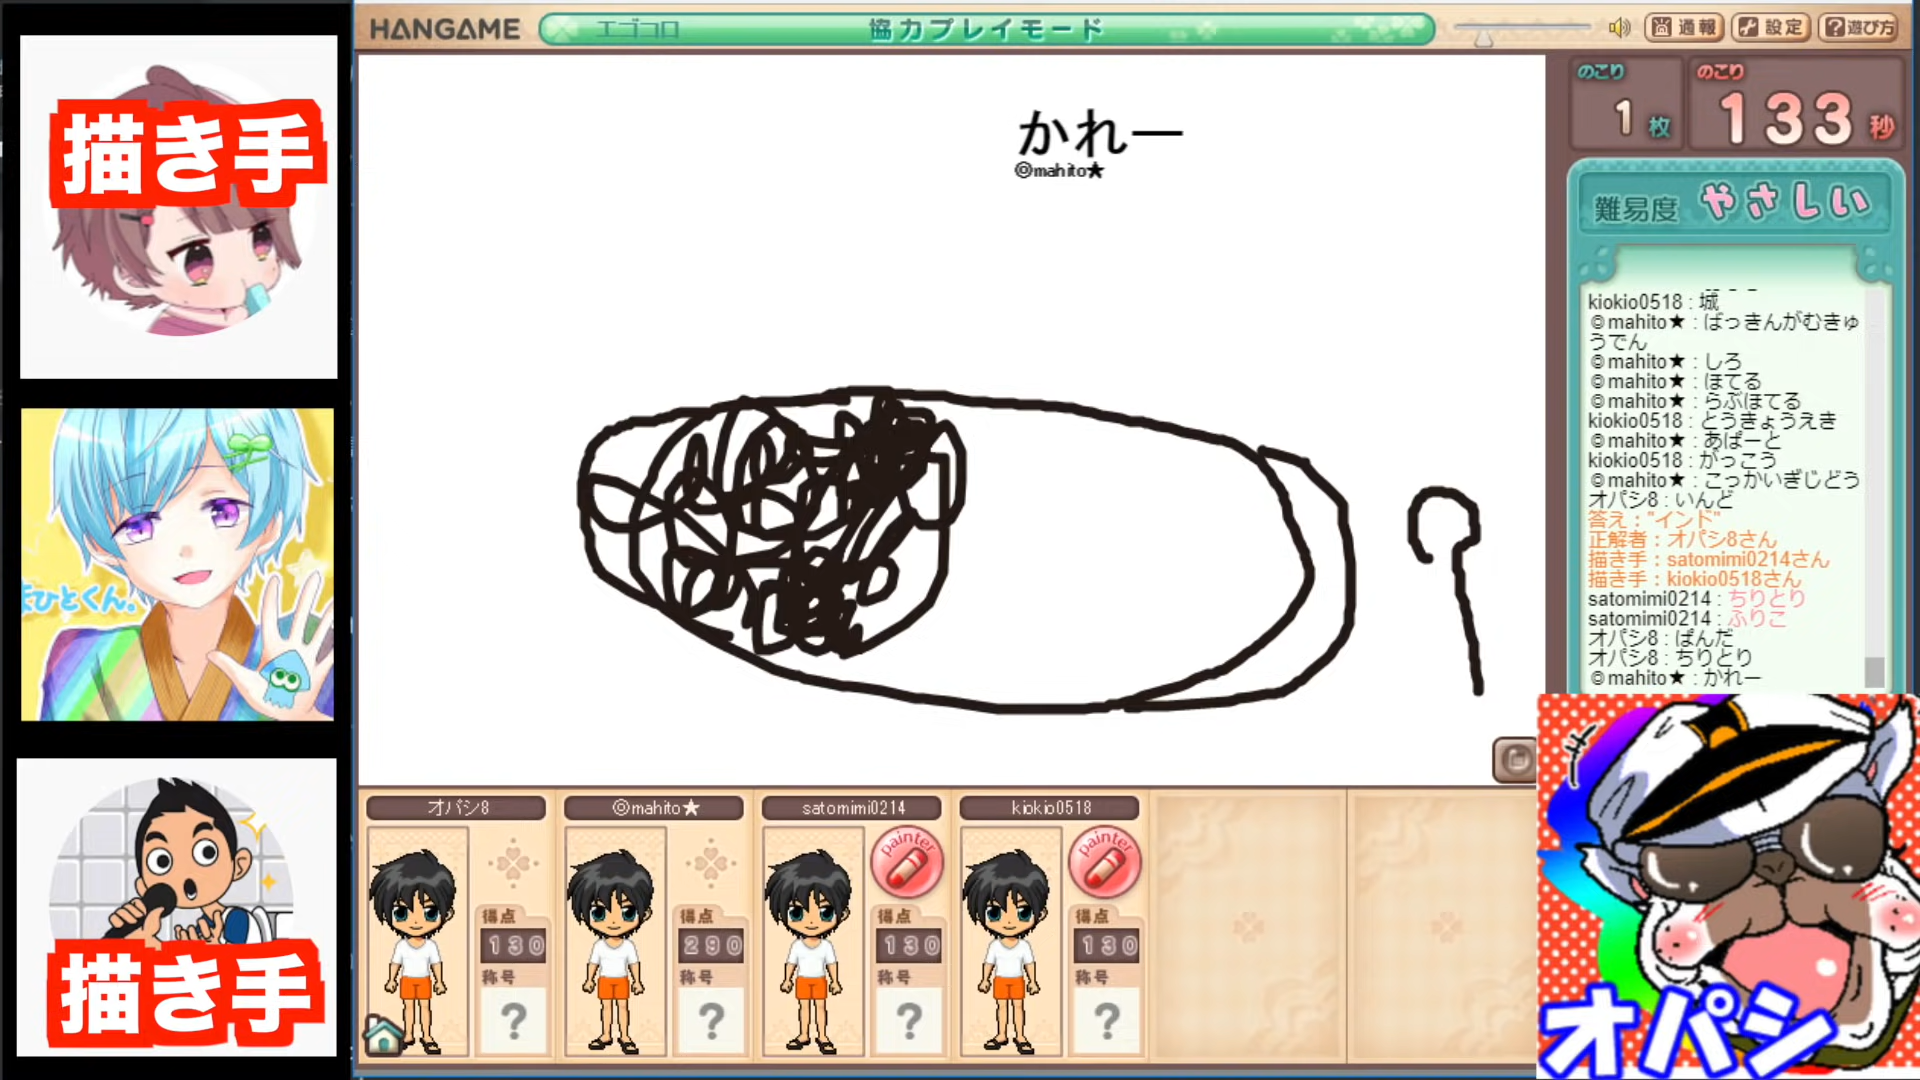 描き手
まひとくん。
描き手
HANGAME
エゴコロ
協力プレイモード
通報
設定
?遊び方
のこり
1枚
のこり
133秒
難易度 やさしい
かれー
◎mahito★
kiokio0518 : 城
◎mahito★ : ばっきんがむきゅ
うでん
◎mahito★ : しろ
◎mahito★ : ほてる
◎mahito★ : らぶほてる
kiokio0518 : とうきょうえき
◎mahito★ : あぱーと
kiokio0518 : がっこう
◎mahito★ : こっかいぎじどう
オパシ8 : いんど
答え："インド"
正解者：オパシ8さん
描き手：satomimi0214さん
描き手：kiokio0518さん
satomimi0214 : ちりとり
satomimi0214 : ふりこ
オパシ8 : ぱんだ
オパシ8 : ちりとり
◎mahito★ : かれー
オパシ8
得点
130
称号
?
◎mahito★
得点
290
称号
?
satomimi0214
painter
得点
130
称号
?
kiokio0518
painter
得点
130
称号
?
オパシ